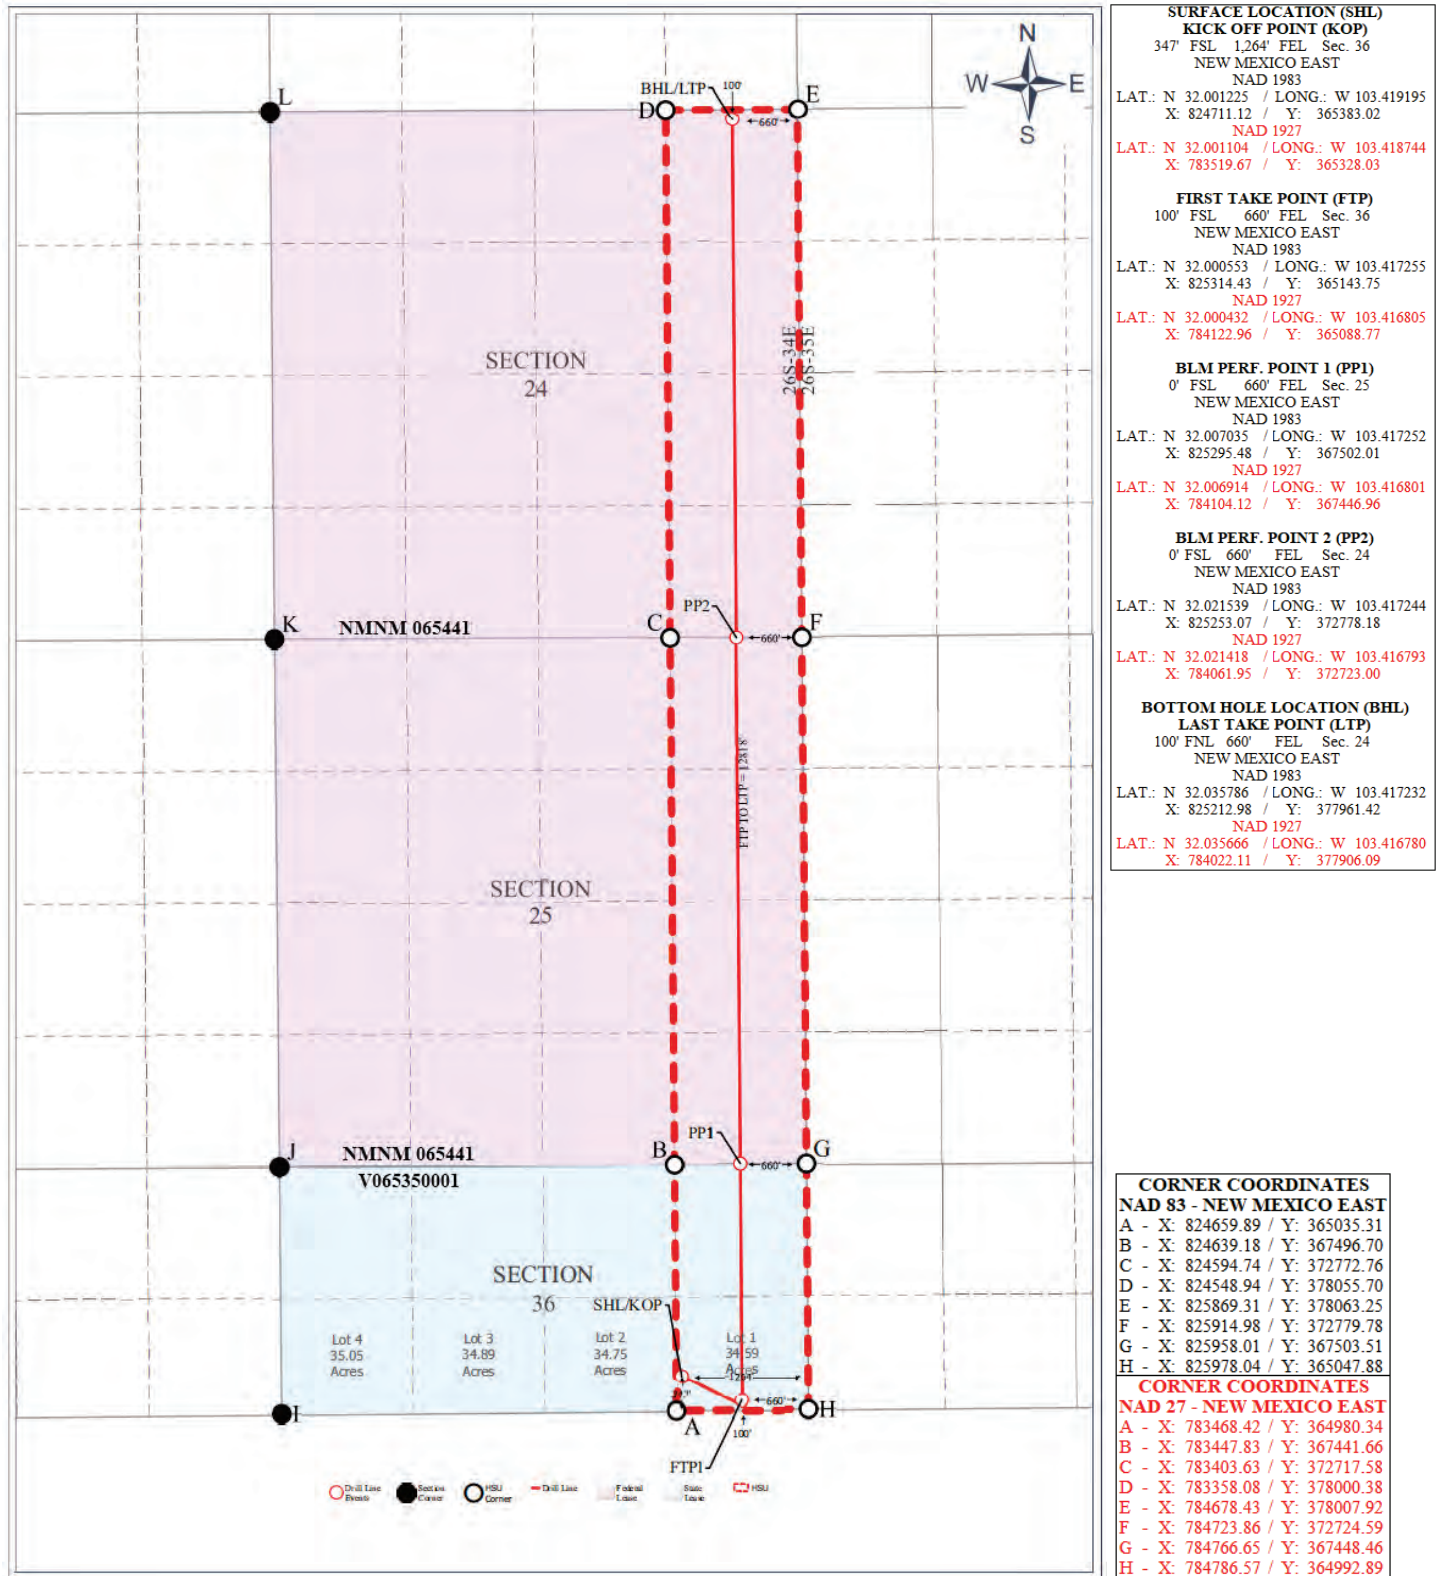 N
W E
S
L
BHL/LTP
100'
D
E
660'
SECTION
24
26S-34E
26S-35E
K
NMNM 065441
C
PP2
660'
F
FTP TO LTP = 12818'
SECTION
25
J
NMNM 065441
V065350001
B
PP1
660'
G
SECTION
36
SHL/KOP
Lot 4
35.05
Acres
Lot 3
34.89
Acres
Lot 2
34.75
Acres
Lot 1
34.59
Acres
660'
I
A
100'
H
FTP1
Drill Line
Events
Section
Corner
HSU
Corner
Drill Line
Federal
Lease
State
Lease
HSU
SURFACE LOCATION (SHL)
KICK OFF POINT (KOP)
347' FSL 1,264' FEL Sec. 36
NEW MEXICO EAST
NAD 1983
LAT.: N 32.001225 / LONG.: W 103.419195
X: 824711.12 / Y: 365383.02
NAD 1927
LAT.: N 32.001104 / LONG.: W 103.418744
X: 783519.67 / Y: 365328.03
FIRST TAKE POINT (FTP)
100' FSL 660' FEL Sec. 36
NEW MEXICO EAST
NAD 1983
LAT.: N 32.000553 / LONG.: W 103.417255
X: 825314.43 / Y: 365143.75
NAD 1927
LAT.: N 32.000432 / LONG.: W 103.416805
X: 784122.96 / Y: 365088.77
BLM PERF. POINT 1 (PP1)
0' FSL 660' FEL Sec. 25
NEW MEXICO EAST
NAD 1983
LAT.: N 32.007035 / LONG.: W 103.417252
X: 825295.48 / Y: 367502.01
NAD 1927
LAT.: N 32.006914 / LONG.: W 103.416801
X: 784104.12 / Y: 367446.96
BLM PERF. POINT 2 (PP2)
0' FSL 660' FEL Sec. 24
NEW MEXICO EAST
NAD 1983
LAT.: N 32.021539 / LONG.: W 103.417244
X: 825253.07 / Y: 372778.18
NAD 1927
LAT.: N 32.021418 / LONG.: W 103.416793
X: 784061.95 / Y: 372723.00
BOTTOM HOLE LOCATION (BHL)
LAST TAKE POINT (LTP)
100' FNL 660' FEL Sec. 24
NEW MEXICO EAST
NAD 1983
LAT.: N 32.035786 / LONG.: W 103.417232
X: 825212.98 / Y: 377961.42
NAD 1927
LAT.: N 32.035666 / LONG.: W 103.416780
X: 784022.11 / Y: 377906.09
CORNER COORDINATES
NAD 83 - NEW MEXICO EAST
A - X: 824659.89 / Y: 365035.31
B - X: 824639.18 / Y: 367496.70
C - X: 824594.74 / Y: 372772.76
D - X: 824548.94 / Y: 378055.70
E - X: 825869.31 / Y: 378063.25
F - X: 825914.98 / Y: 372779.78
G - X: 825958.01 / Y: 367503.51
H - X: 825978.04 / Y: 365047.88
CORNER COORDINATES
NAD 27 - NEW MEXICO EAST
A - X: 783468.42 / Y: 364980.34
B - X: 783447.83 / Y: 367441.66
C - X: 783403.63 / Y: 372717.58
D - X: 783358.08 / Y: 378000.38
E - X: 784678.43 / Y: 378007.92
F - X: 784723.86 / Y: 372724.59
G - X: 784766.65 / Y: 367448.46
H - X: 784786.57 / Y: 364992.89